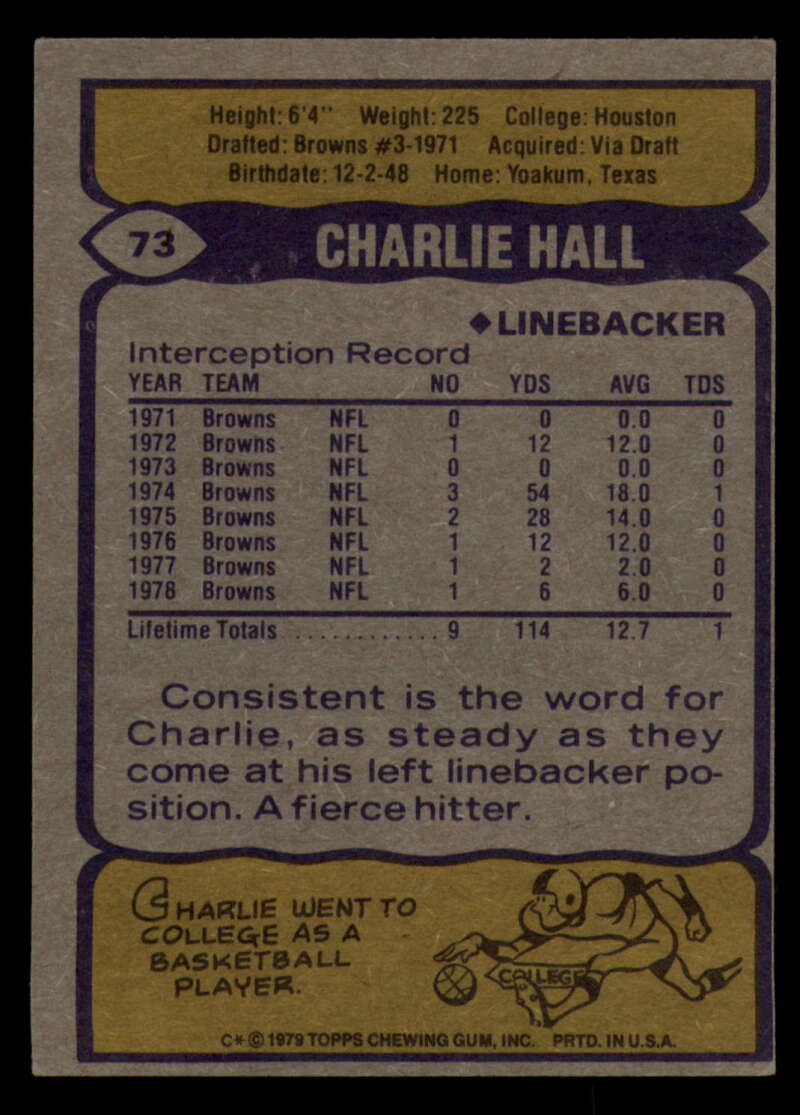 Height: 6'4" Weight: 225 College: Houston
Drafted: Browns #3-1971 Acquired: Via Draft
Birthdate: 12-2-48 Home: Yoakum, Texas
73 CHARLIE HALL
◆LINEBACKER
Interception Record
YEAR TEAM NO YDS AVG TDS
1971 Browns NFL 0 0 0.0 0
1972 Browns NFL 1 12 12.0 0
1973 Browns NFL 0 0 0.0 0
1974 Browns NFL 3 54 18.0 1
1975 Browns NFL 2 28 14.0 0
1976 Browns NFL 1 12 12.0 0
1977 Browns NFL 1 2 2.0 0
1978 Browns NFL 1 6 6.0 0
Lifetime Totals ............ 9 114 12.7 1
Consistent is the word for
Charlie, as steady as they
come at his left linebacker po-
sition. A fierce hitter.
CHARLIE WENT TO
COLLEGE AS A
BASKETBALL
PLAYER.
COLLEGE
C*©1979 TOPPS CHEWING GUM, INC. PRTD. IN U.S.A.